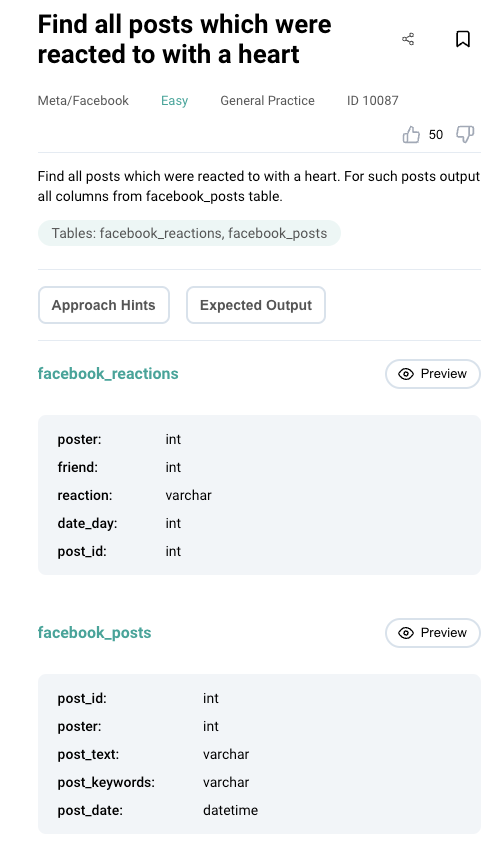 Find all posts which were
reacted to with a heart
Meta/Facebook Easy General Practice ID 10087
50
Find all posts which were reacted to with a heart. For such posts output
all columns from facebook_posts table.
Tables: facebook_reactions, facebook_posts
Approach Hints Expected Output
facebook_reactions Preview
poster: int
friend: int
reaction: varchar
date_day: int
post_id: int
facebook_posts Preview
post_id: int
poster: int
post_text: varchar
post_keywords: varchar
post_date: datetime